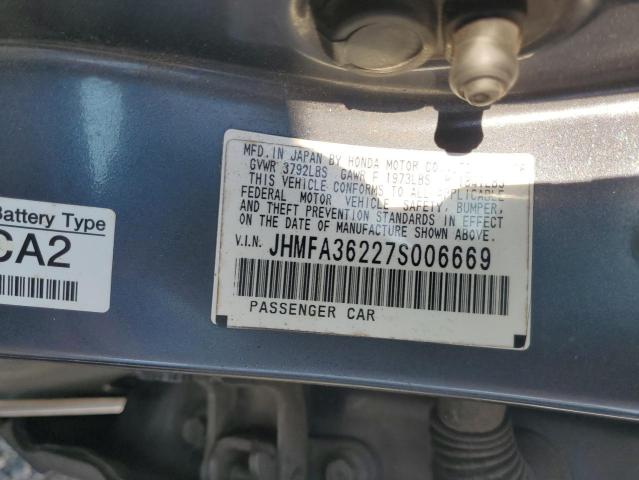 MFD. IN JAPAN BY HONDA MOTOR CO
GVWR 3792LBS GAWR F 1973LBS
THIS VEHICLE CONFORMS TO ALL APPLICABLE
FEDERAL MOTOR VEHICLE SAFETY, BUMPER,
AND THEFT PREVENTION STANDARDS IN EFFECT
ON THE DATE OF MANUFACTURE SHOWN ABOVE.
V.I.N. JHMFA36227S006669
PASSENGER CAR
Battery Type
CA2